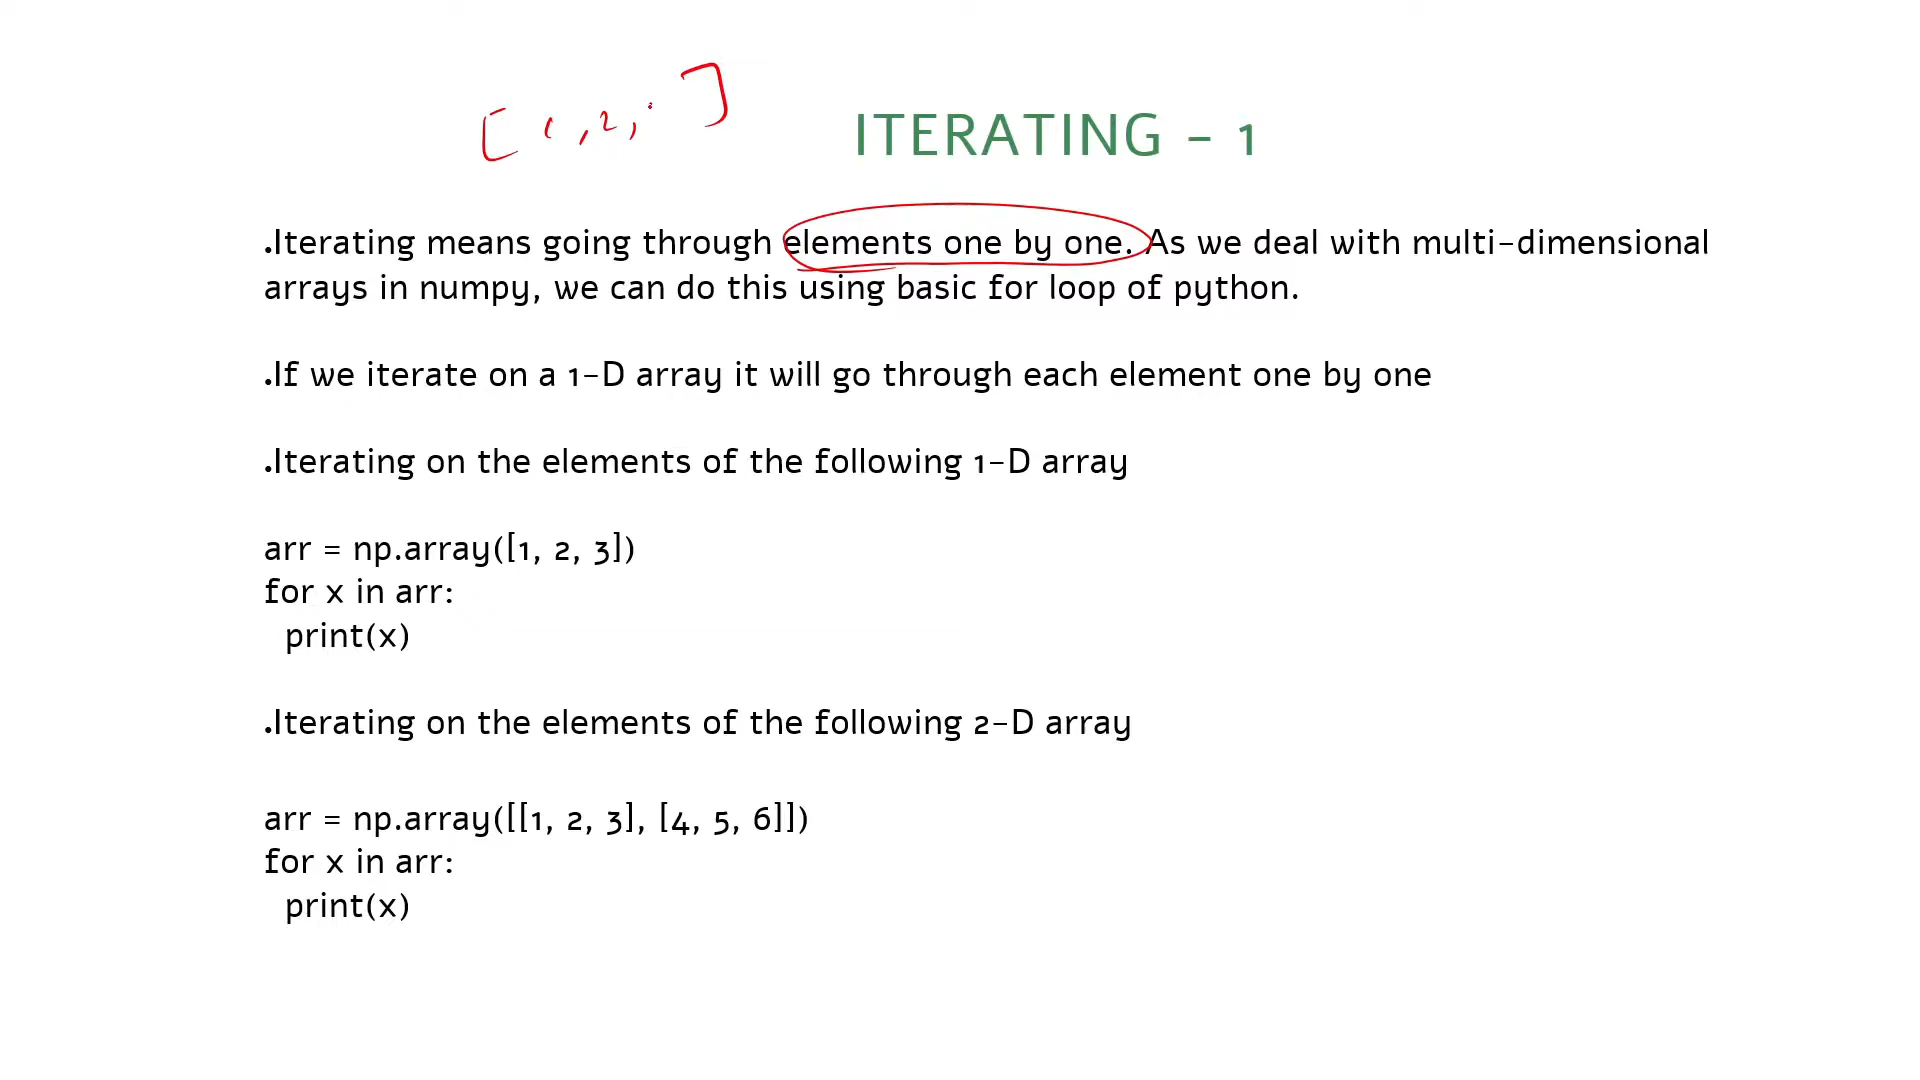 [ 1 , 2 , ]
ITERATING - 1
.Iterating means going through elements one by one. As we deal with multi-dimensional
arrays in numpy, we can do this using basic for loop of python.
.If we iterate on a 1-D array it will go through each element one by one
.Iterating on the elements of the following 1-D array
arr = np.array([1, 2, 3])
for x in arr:
print(x)
.Iterating on the elements of the following 2-D array
arr = np.array([[1, 2, 3], [4, 5, 6]])
for x in arr:
print(x)